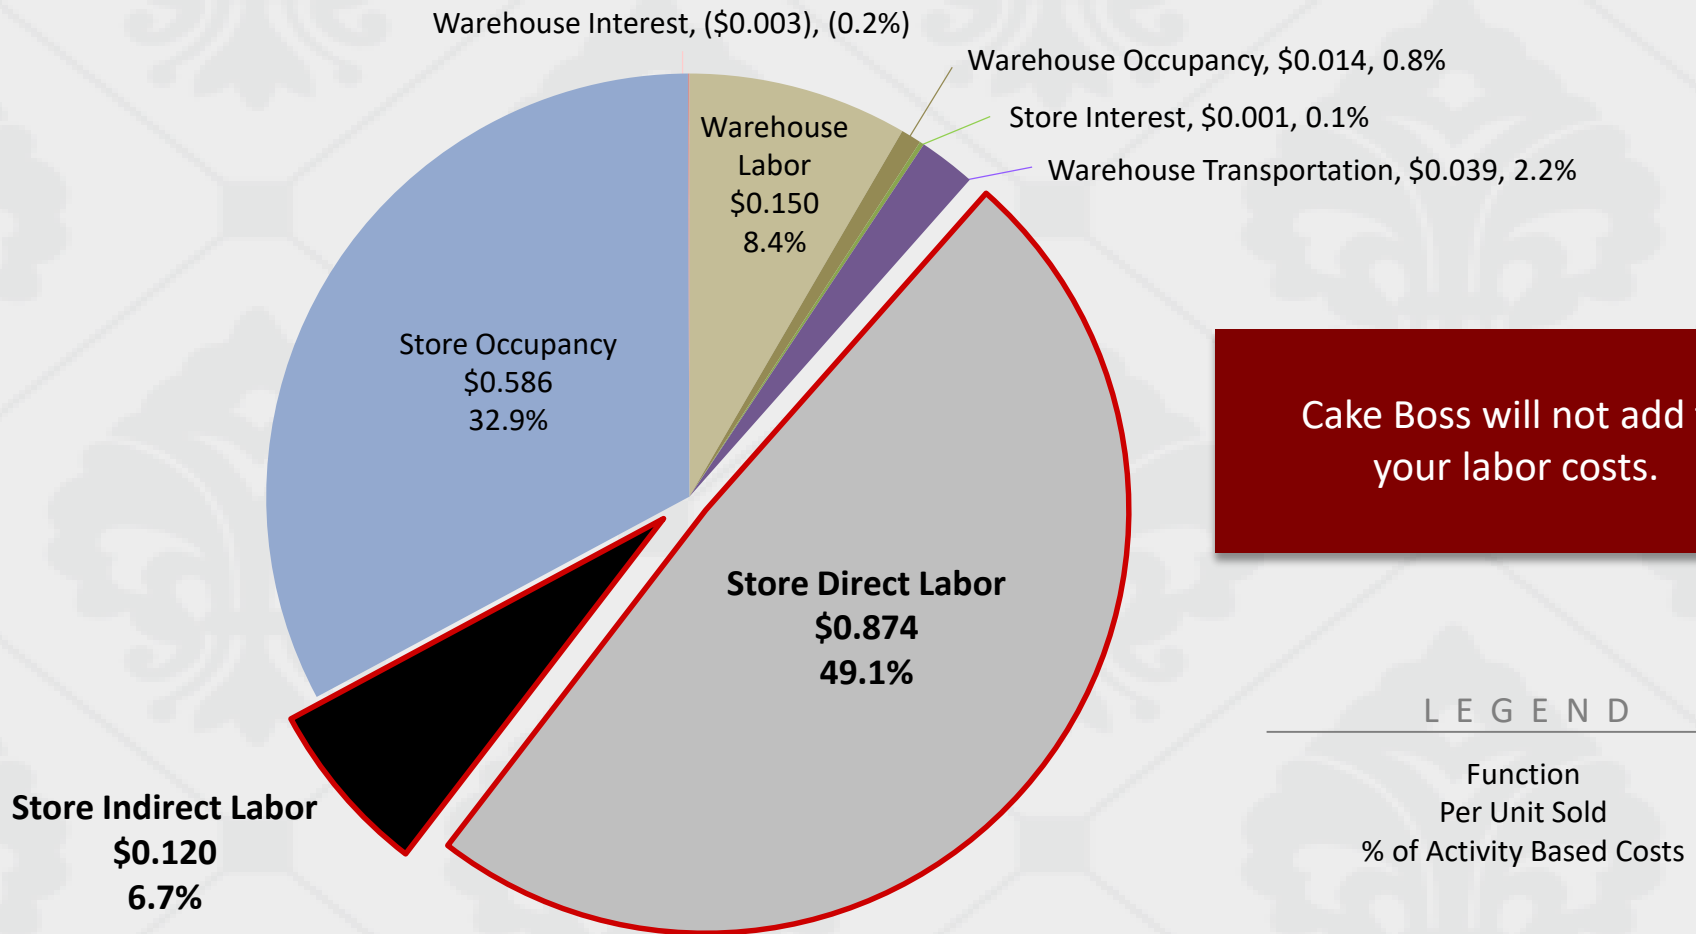 Warehouse Interest, ($0.003), (0.2%)
Warehouse Occupancy, $0.014, 0.8%
Store Interest, $0.001, 0.1%
Warehouse Transportation, $0.039, 2.2%
Warehouse
Labor
$0.150
8.4%
Store Occupancy
$0.586
32.9%
Cake Boss will not add
your labor costs.
Store Direct Labor
$0.874
49.1%
Store Indirect Labor
$0.120
6.7%
LEGEND
Function
Per Unit Sold
% of Activity Based Costs